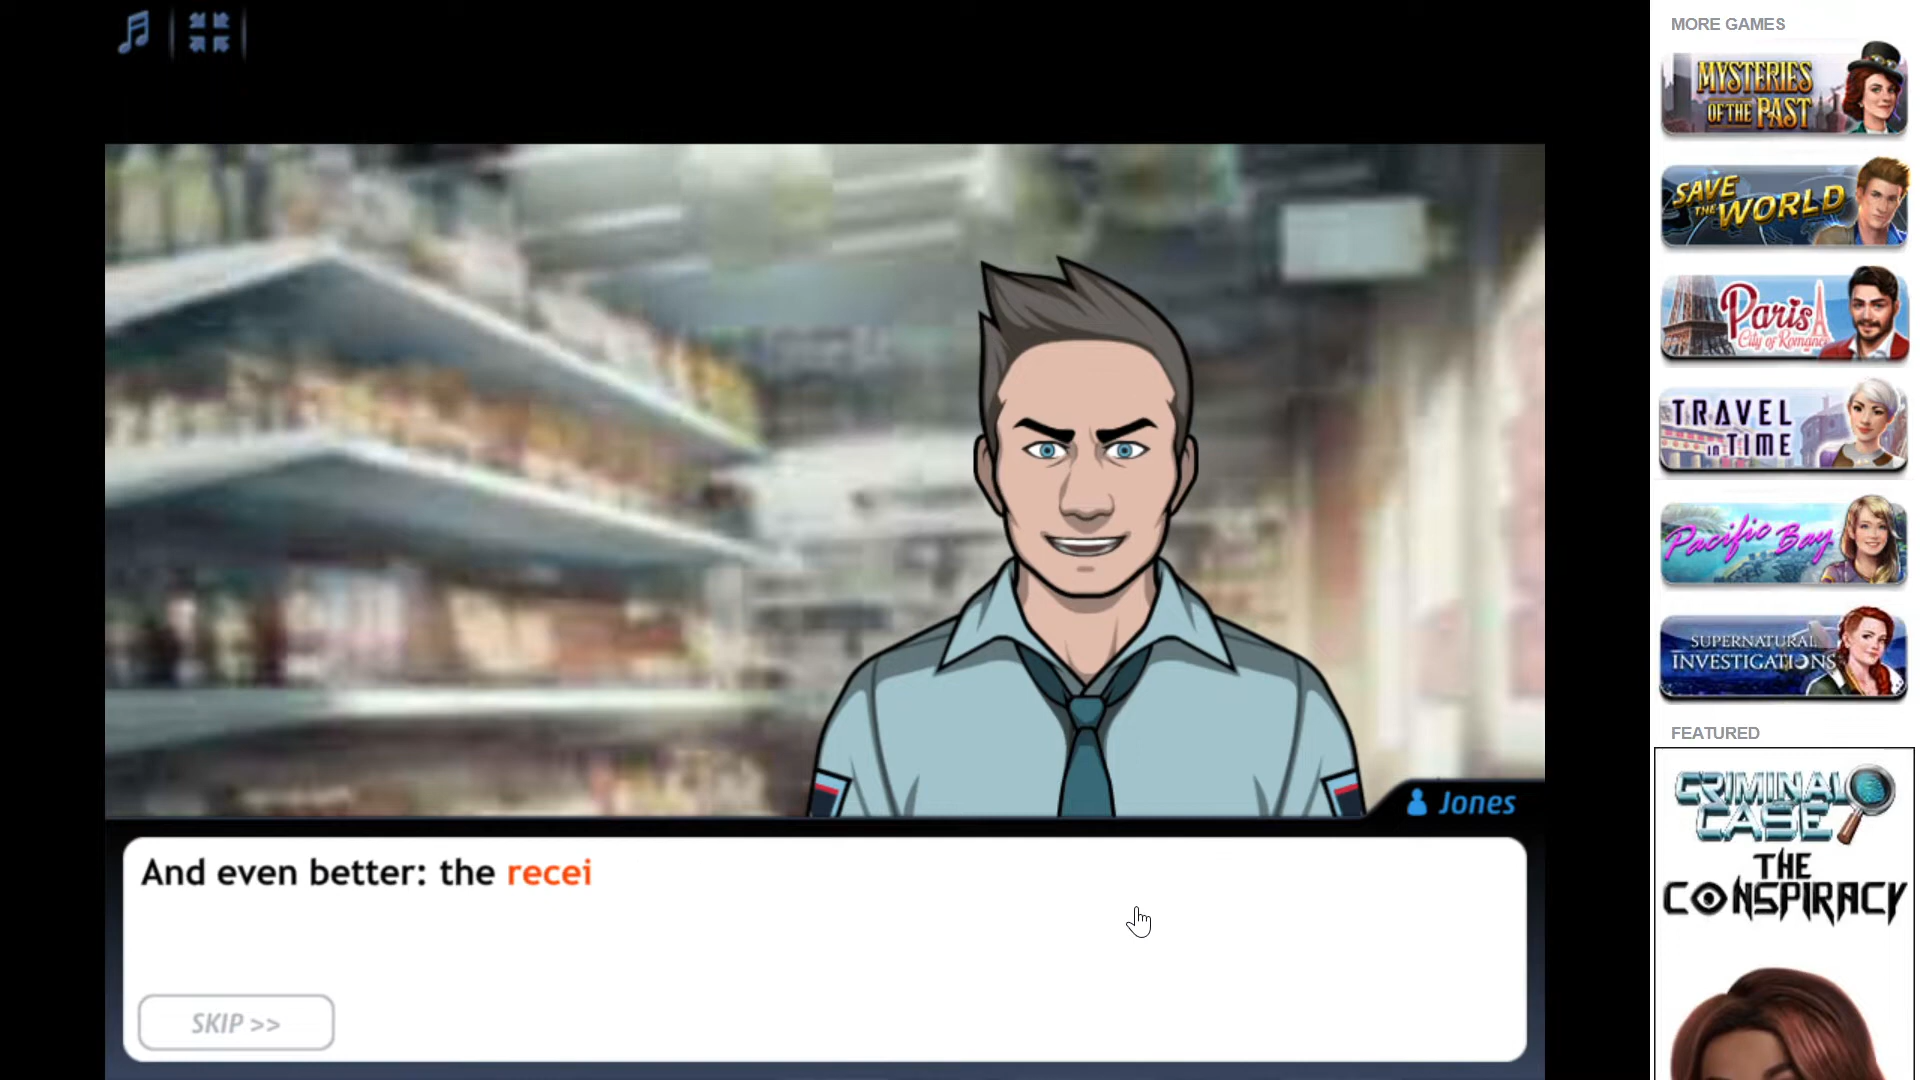 MORE GAMES
MYSTERIES
OF THE PAST
SAVE
THE WORLD
Paris
City of Romance
TRAVEL
IN TIME
Pacific Bay
SUPERNATURAL
INVESTIGATIONS
FEATURED
CRIMINAL
CASE
THE
CONSPIRACY
Jones
And even better: the recei
SKIP >>